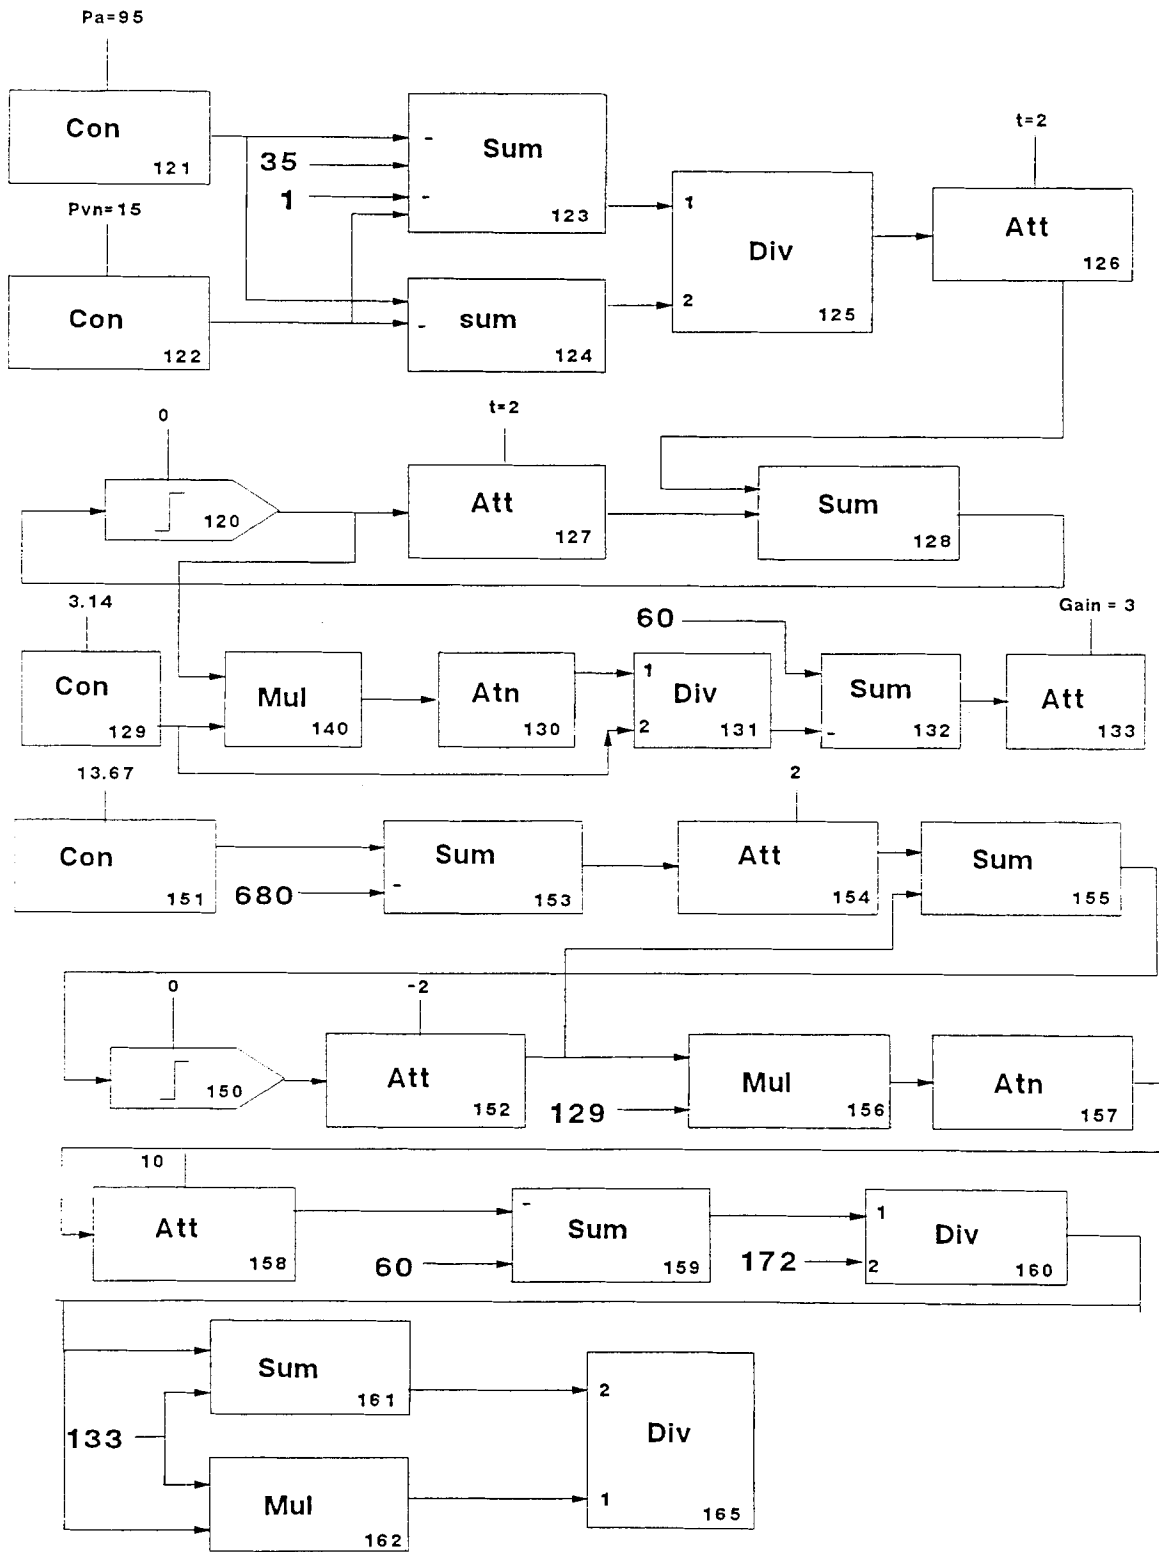 Pa=95
Con
121
Pvn=15
Con
122
35
1
-
-
Sum
123
-
sum
124
1
2
Div
125
t=2
Att
126
0
120
t=2
Att
127
Sum
128
3.14
Con
129
Mul
140
Atn
130
1
2
Div
131
60
-
Sum
132
Gain = 3
Att
133
13.67
Con
151
680
-
Sum
153
2
Att
154
Sum
155
0
150
-2
Att
152
129
Mul
156
Atn
157
10
Att
158
60
-
Sum
159
172
1
2
Div
160
133
Sum
161
Mul
162
2
1
Div
165